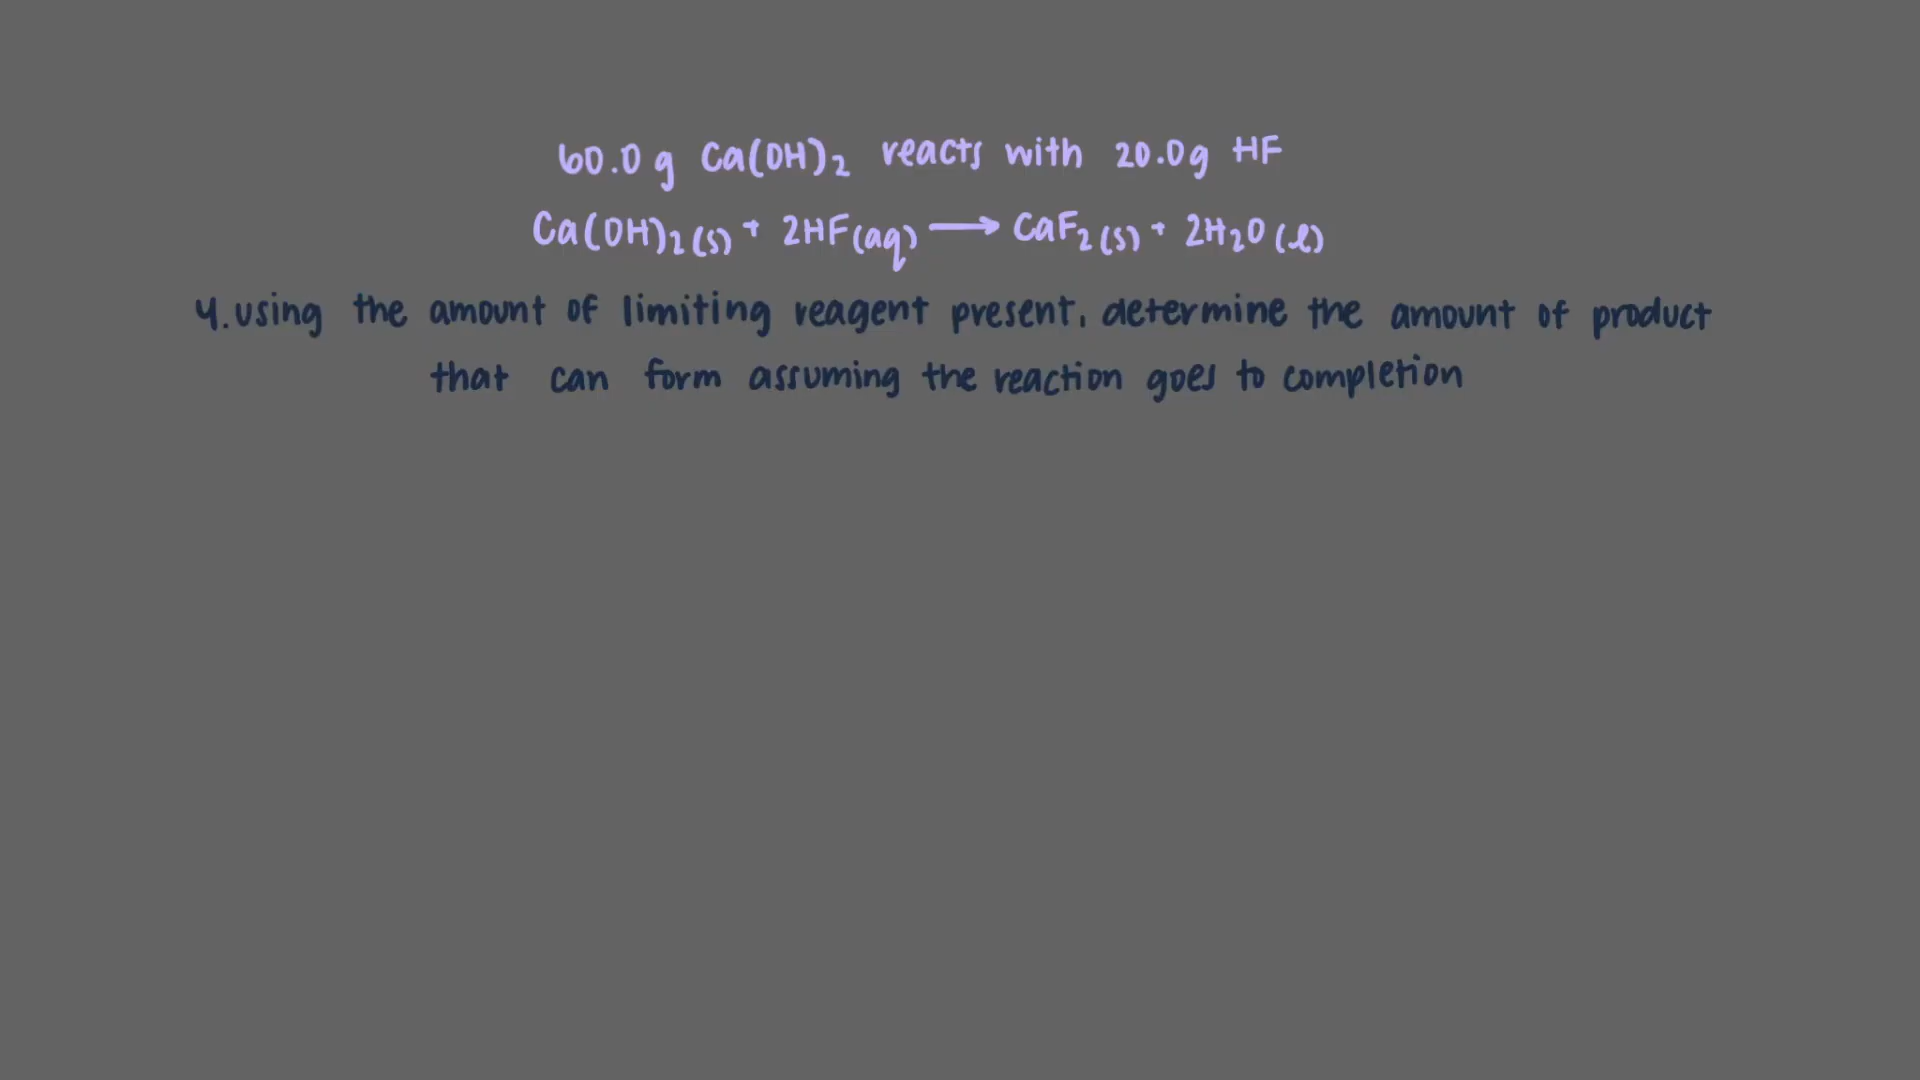 60.0 g Ca(OH)₂ reacts with 20.0g HF
Ca(OH)₂(s) + 2HF(aq) → CaF₂(s) + 2H₂O(l)
4. using the amount of limiting reagent present, determine the amount of product
that can form assuming the reaction goes to completion